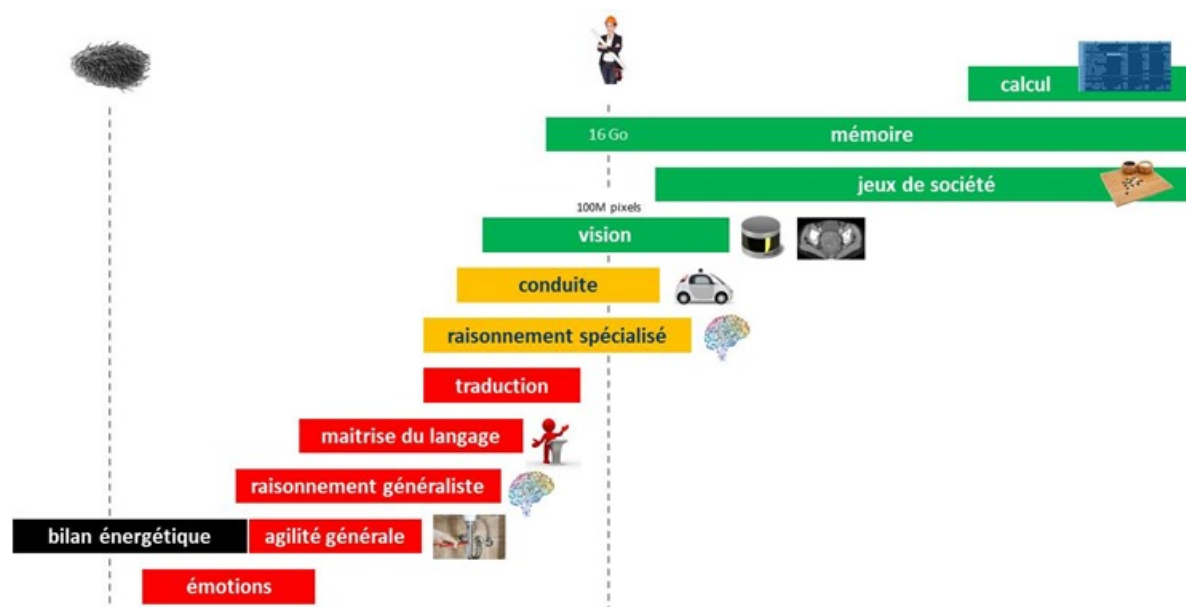 calcul
16 Go
mémoire
jeux de société
100M pixels
vision
conduite
raisonnement spécialisé
traduction
maitrise du langage
raisonnement généraliste
bilan énergétique
agilité générale
émotions